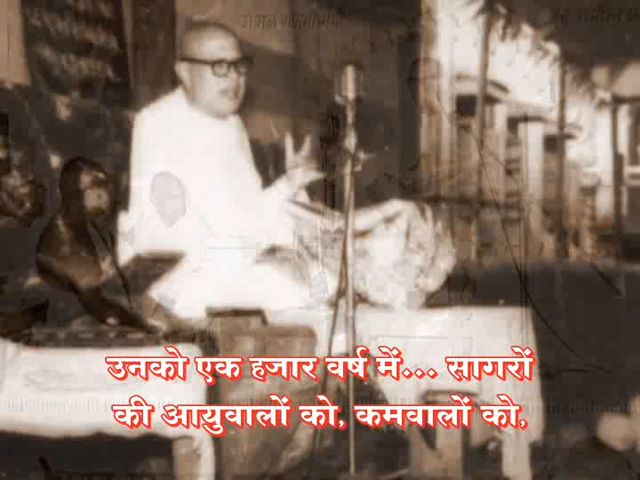 उनको एक हजार वर्ष में... सागरों
की आयुवालों को, कमवालों को,